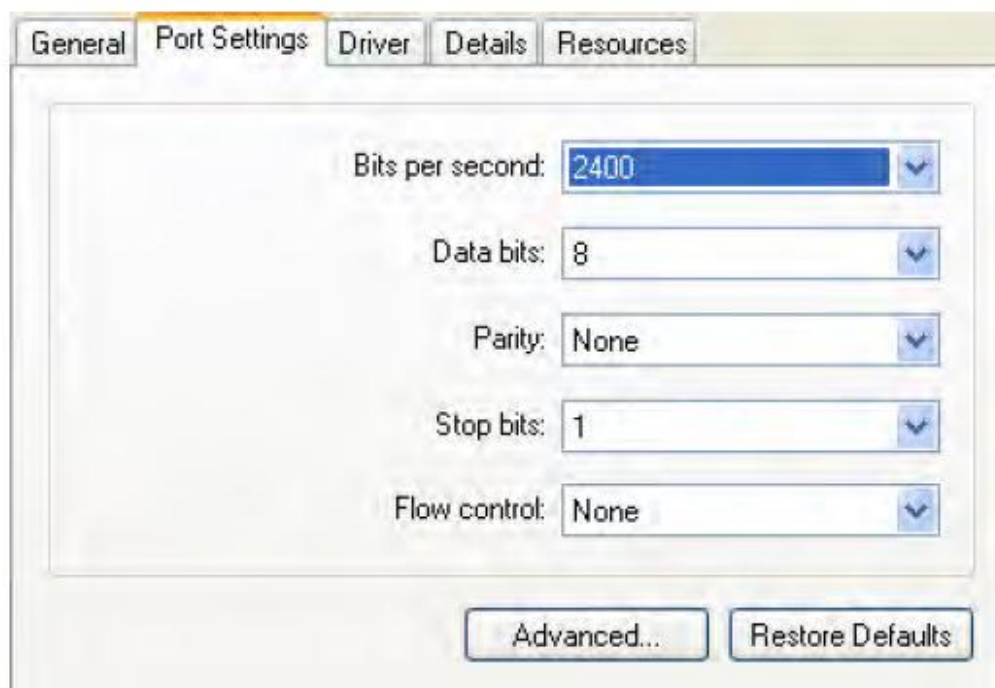 General Port Settings Driver Details Resources
Bits per second: 2400
Data bits: 8
Parity: None
Stop bits: 1
Flow control: None
Advanced... Restore Defaults